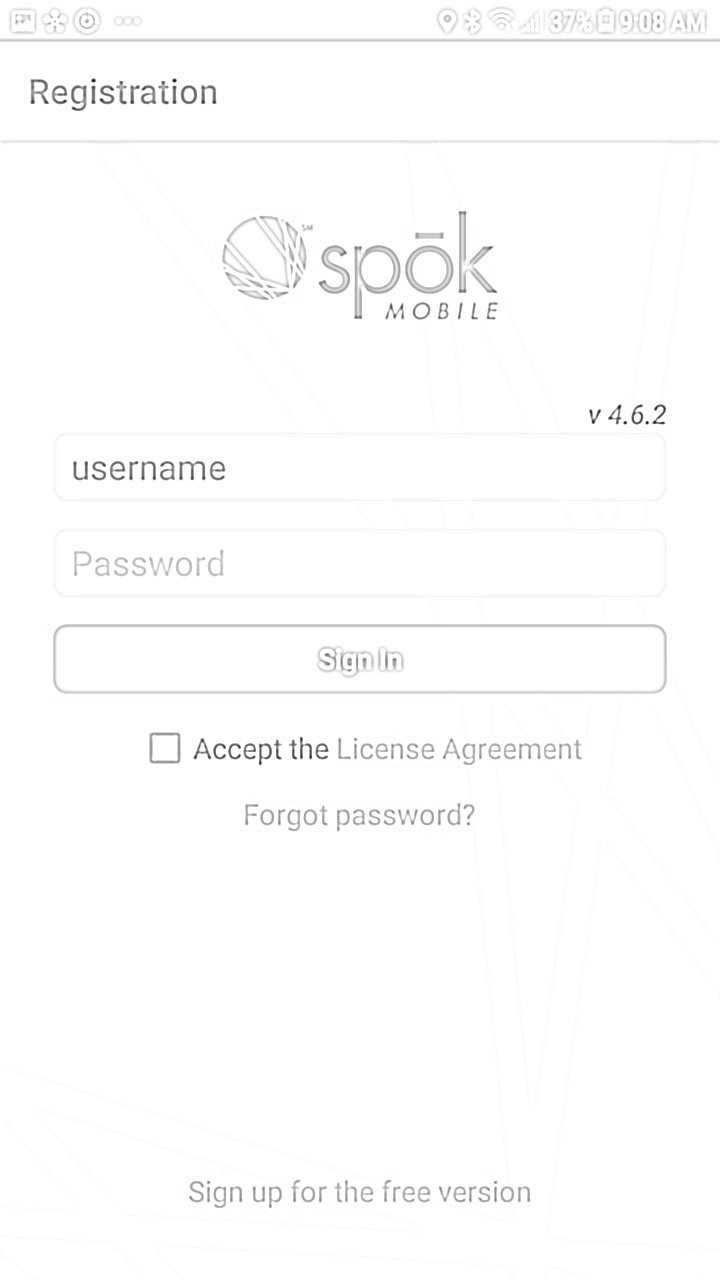 37% 9:08 AM
Registration
spōk
SM
MOBILE
v 4.6.2
username
Password
Sign In
Accept the License Agreement
Forgot password?
Sign up for the free version